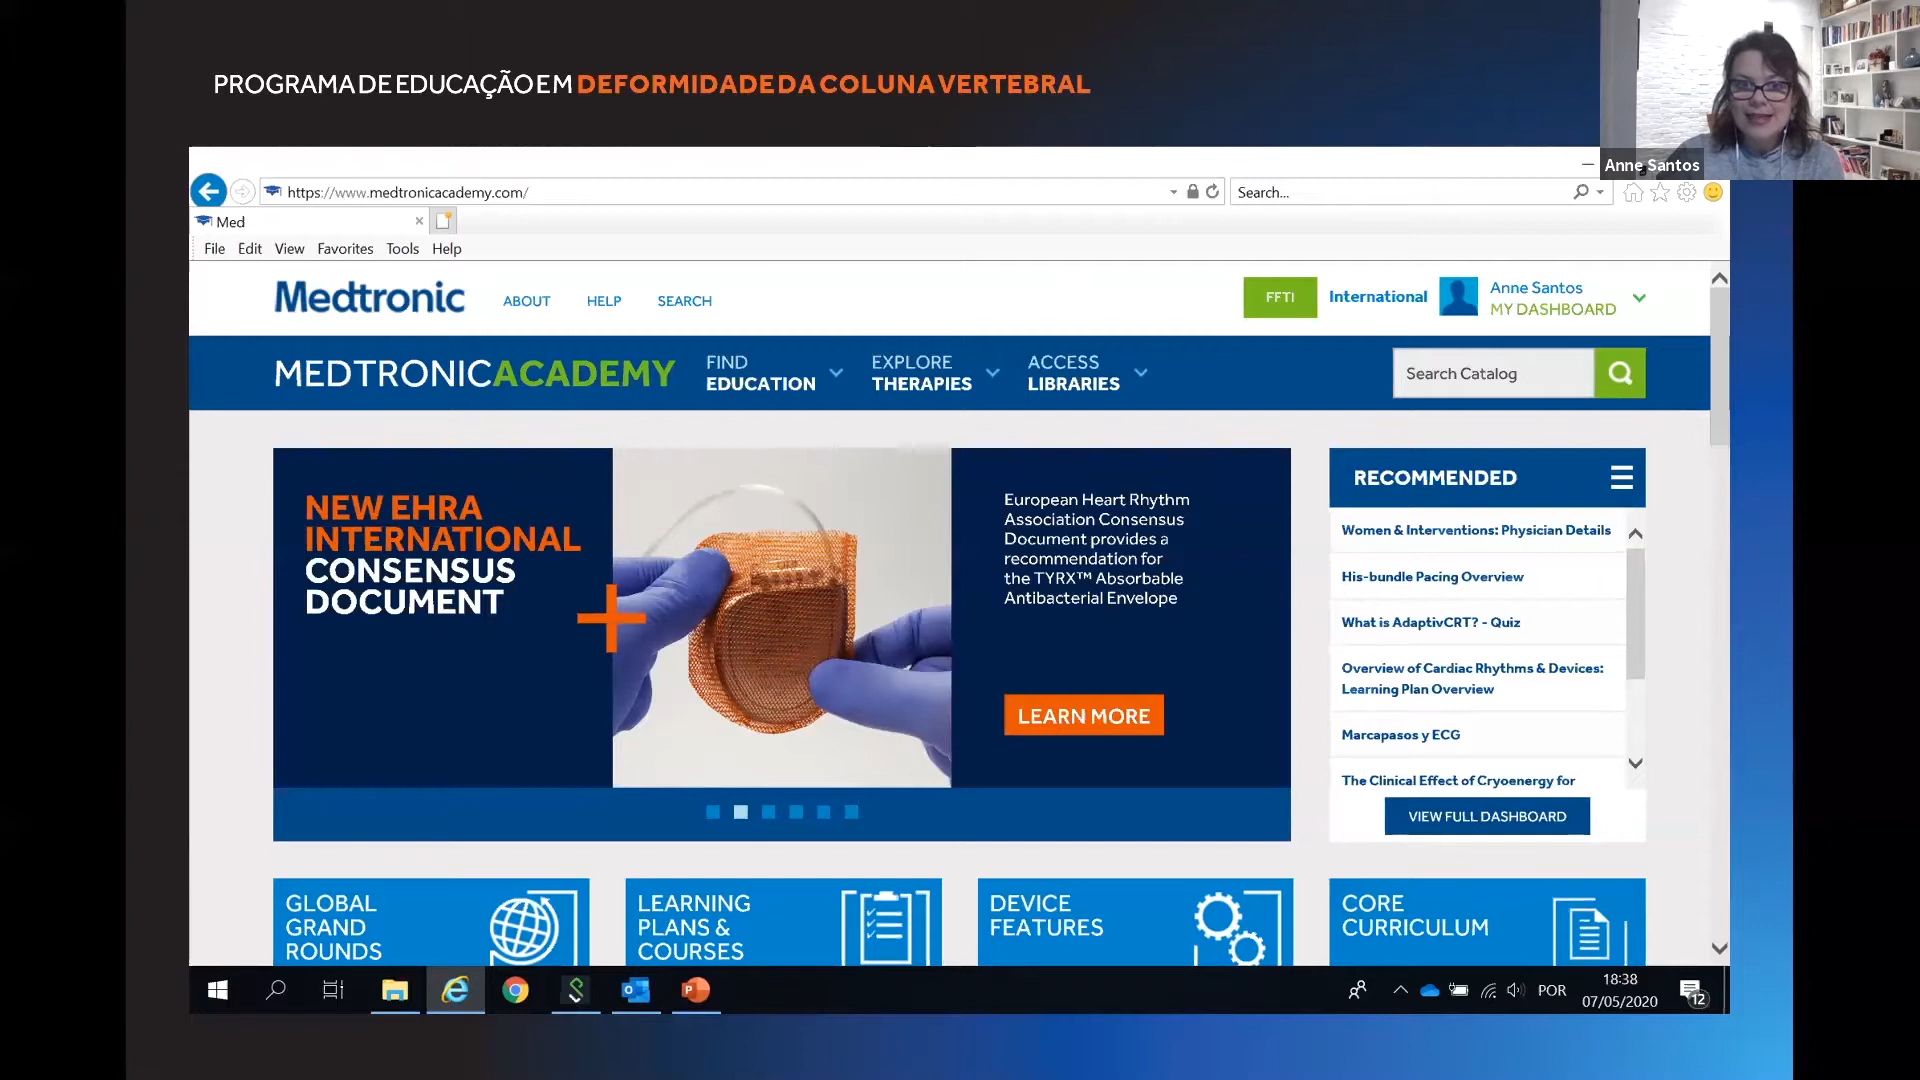 PROGRAMA DE EDUCAÇÃO EM DEFORMIDADE DA COLUNA VERTEBRAL
Anne Santos
https://www.medtronicacademy.com/
Search...
Med
File Edit View Favorites Tools Help
Medtronic
ABOUT HELP SEARCH
FFTI
International
Anne Santos
MY DASHBOARD
MEDTRONICACADEMY
FIND
EDUCATION
EXPLORE
THERAPIES
ACCESS
LIBRARIES
Search Catalog
NEW EHRA
INTERNATIONAL
CONSENSUS
DOCUMENT
European Heart Rhythm
Association Consensus
Document provides a
recommendation for
the TYRX™ Absorbable
Antibacterial Envelope
LEARN MORE
RECOMMENDED
Women & Interventions: Physician Details
His-bundle Pacing Overview
What is AdaptivCRT? - Quiz
Overview of Cardiac Rhythms & Devices:
Learning Plan Overview
Marcapasos y ECG
The Clinical Effect of Cryoenergy for
VIEW FULL DASHBOARD
GLOBAL
GRAND
ROUNDS
LEARNING
PLANS &
COURSES
DEVICE
FEATURES
CORE
CURRICULUM
POR
18:38
07/05/2020
12